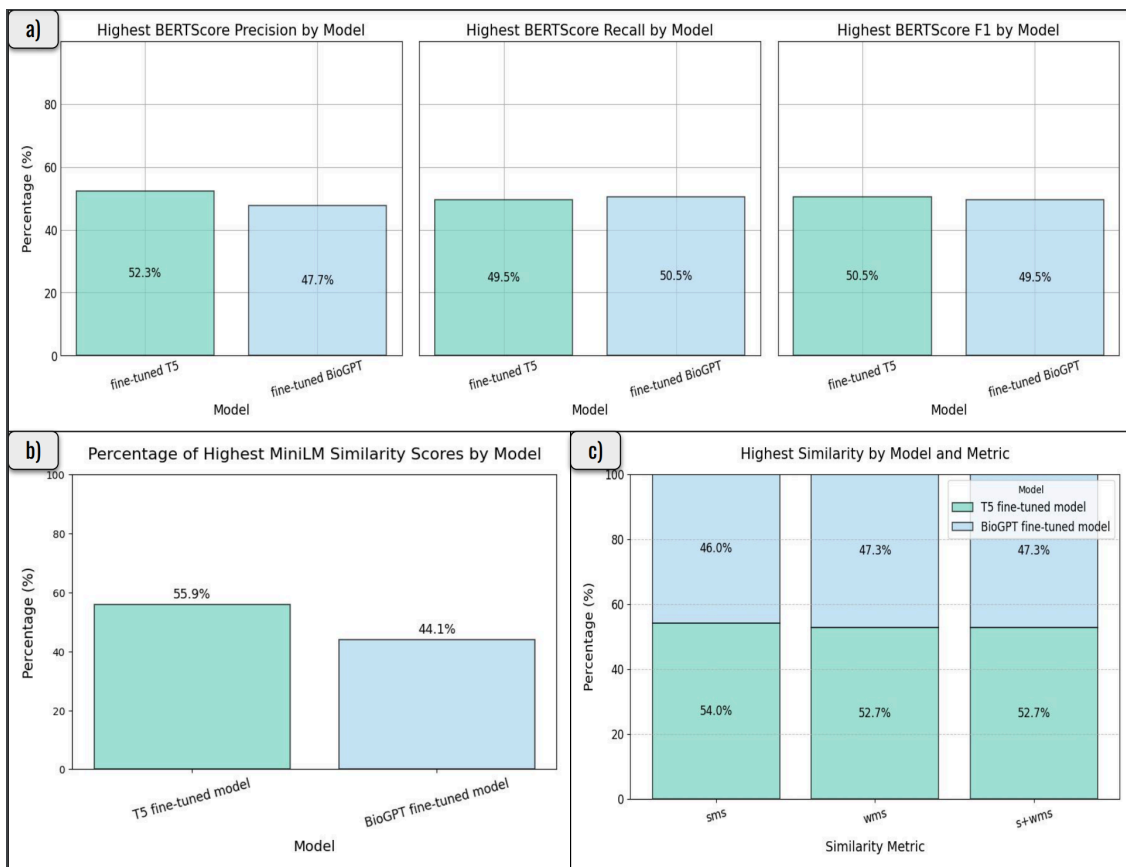 a)
Highest BERTScore Precision by Model
Highest BERTScore Recall by Model
Highest BERTScore F1 by Model
Percentage (%)
80
60
40
20
0
52.3%
47.7%
49.5%
50.5%
50.5%
49.5%
fine-tuned T5
fine-tuned BioGPT
fine-tuned T5
fine-tuned BioGPT
fine-tuned T5
fine-tuned BioGPT
Model
Model
Model
b)
Percentage of Highest MiniLM Similarity Scores by Model
Percentage (%)
100
80
60
40
20
0
55.9%
44.1%
T5 fine-tuned model
BioGPT fine-tuned model
Model
c)
Highest Similarity by Model and Metric
Model
T5 fine-tuned model
BioGPT fine-tuned model
Percentage (%)
100
80
60
40
20
0
46.0%
47.3%
47.3%
54.0%
52.7%
52.7%
sms
wms
s+wms
Similarity Metric